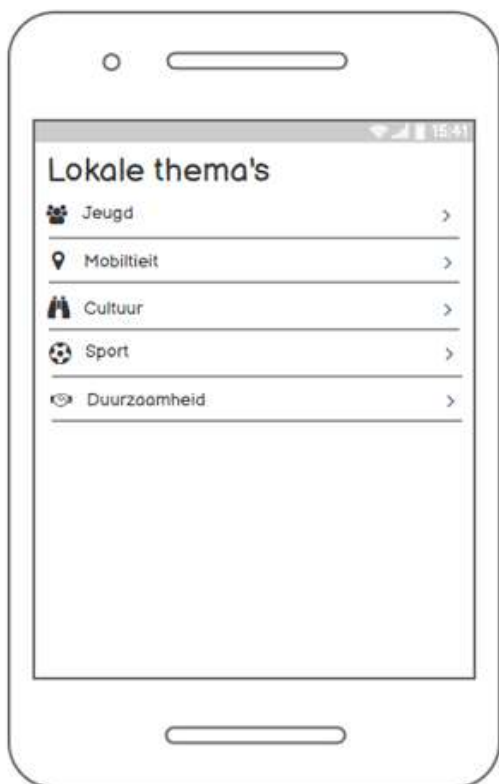 15:41
Lokale thema's
Jeugd
Mobiltieit
Cultuur
Sport
Duurzaamheid